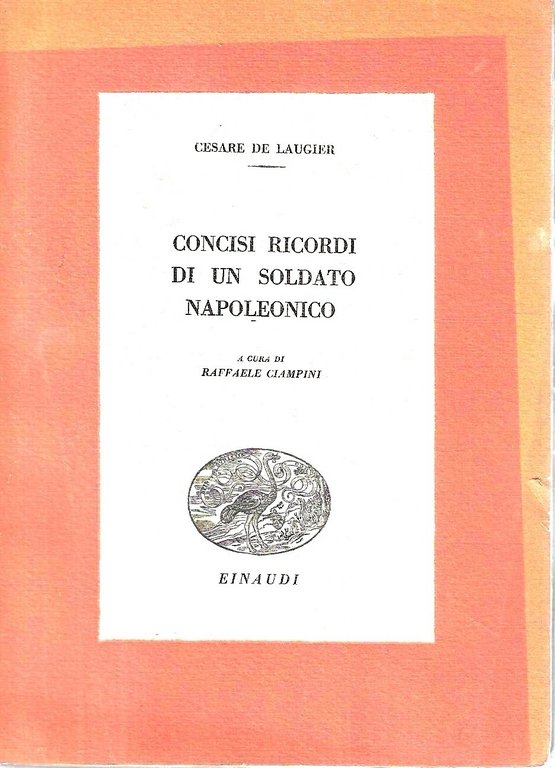 CESARE DE LAUGIER
CONCISI RICORDI
DI UN SOLDATO
NAPOLEONICO
A CURA DI
RAFFAELE CIAMPINI
EINAUDI